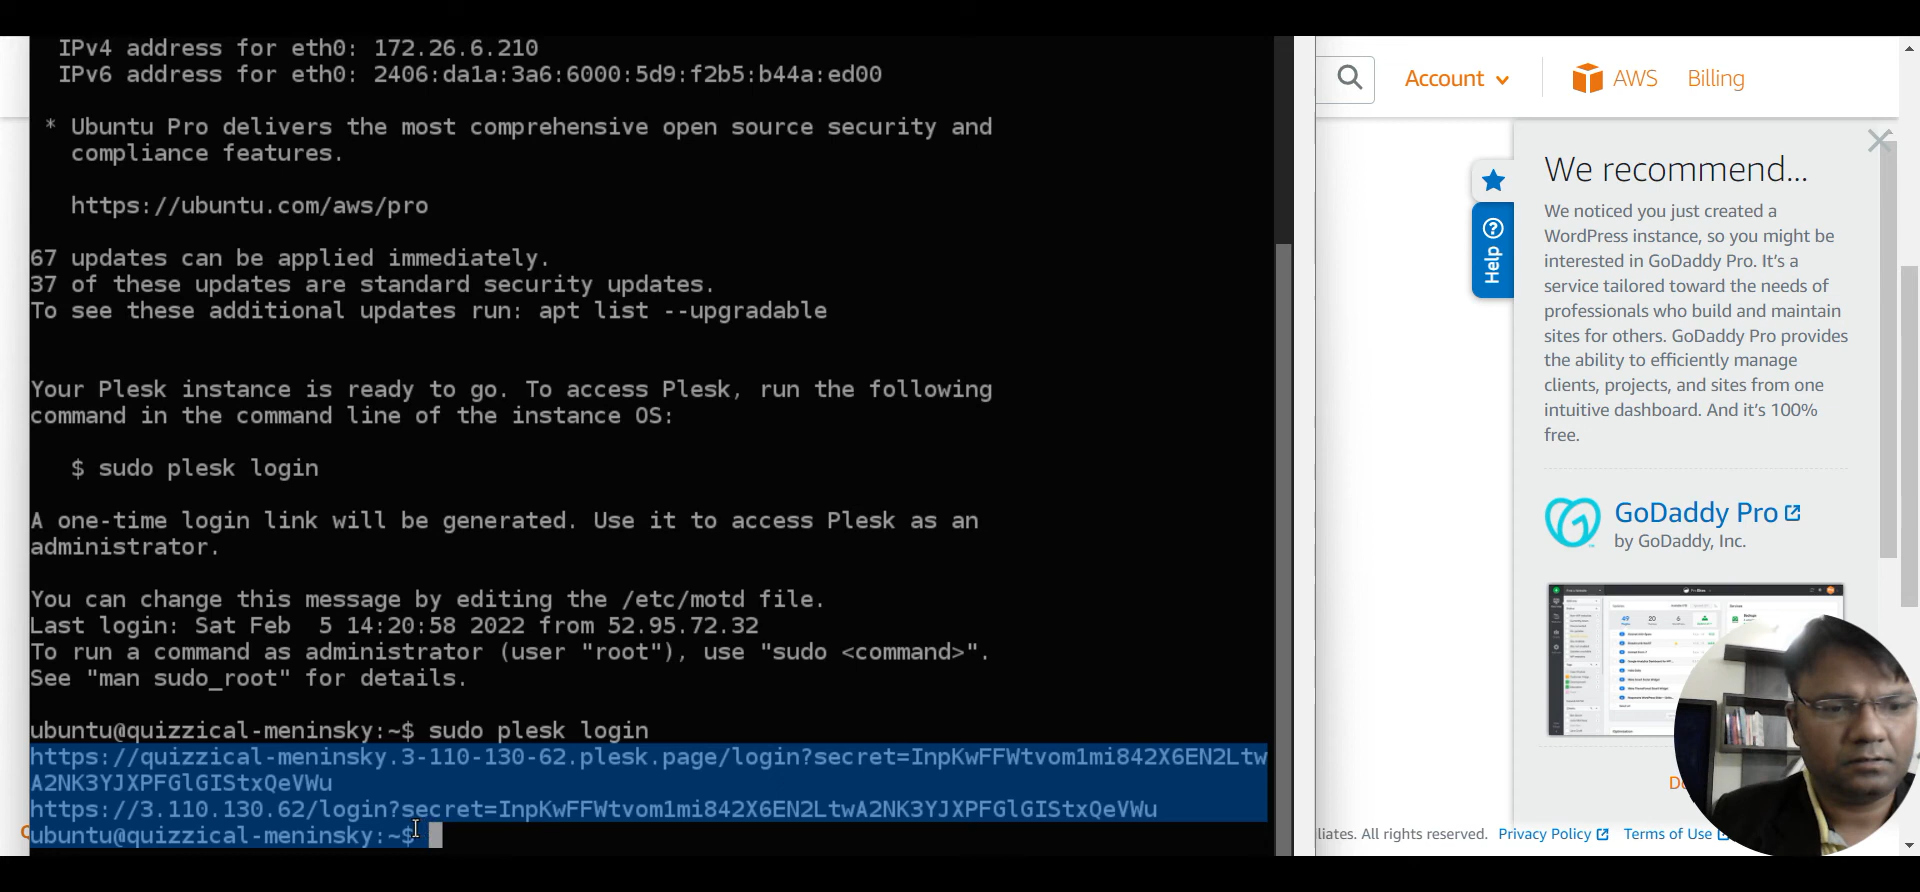 IPv4 address for eth0: 172.26.6.210
IPv6 address for eth0: 2406:da1a:3a6:6000:5d9:f2b5:b44a:ed00
* Ubuntu Pro delivers the most comprehensive open source security and
compliance features.
https://ubuntu.com/aws/pro
67 updates can be applied immediately.
37 of these updates are standard security updates.
To see these additional updates run: apt list --upgradable
Your Plesk instance is ready to go. To access Plesk, run the following
command in the command line of the instance OS:
$ sudo plesk login
A one-time login link will be generated. Use it to access Plesk as an
administrator.
You can change this message by editing the /etc/motd file.
Last login: Sat Feb  5 14:20:58 2022 from 52.95.72.32
To run a command as administrator (user "root"), use "sudo <command>".
See "man sudo_root" for details.
ubuntu@quizzical-meninsky:~$ sudo plesk login
https://quizzical-meninsky.3-110-130-62.plesk.page/login?secret=InpKwFFWtvom1mi842X6EN2Ltw
A2NK3YJXPFGlGIStxQeVWu
https://3.110.130.62/login?secret=InpKwFFWtvom1mi842X6EN2LtwA2NK3YJXPFGlGIStxQeVWu
ubuntu@quizzical-meninsky:~$
Account
AWS
Billing
Help
We recommend...
We noticed you just created a
WordPress instance, so you might be
interested in GoDaddy Pro. It's a
service tailored toward the needs of
professionals who build and maintain
sites for others. GoDaddy Pro provides
the ability to efficiently manage
clients, projects, and sites from one
intuitive dashboard. And it's 100%
free.
GoDaddy Pro
by GoDaddy, Inc.
liates. All rights reserved. Privacy Policy Terms of Use